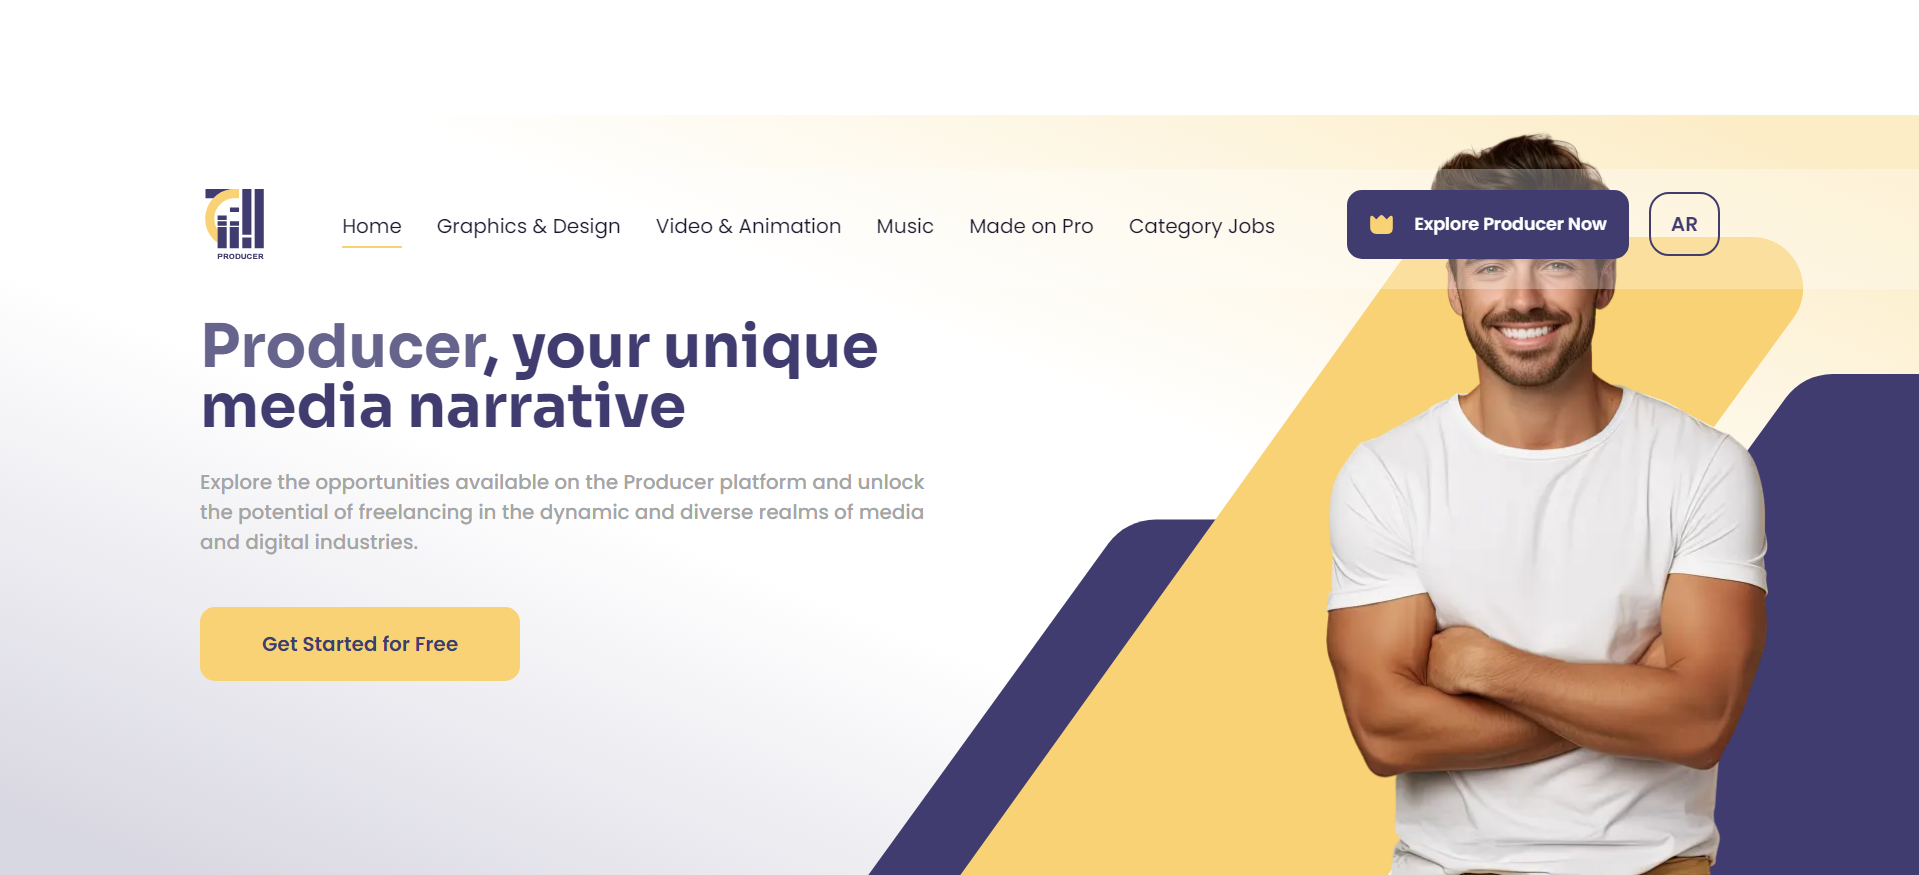 PRODUCER
Home Graphics & Design Video & Animation Music Made on Pro Category Jobs Explore Producer Now AR
Producer, your unique
media narrative
Explore the opportunities available on the Producer platform and unlock
the potential of freelancing in the dynamic and diverse realms of media
and digital industries.
Get Started for Free